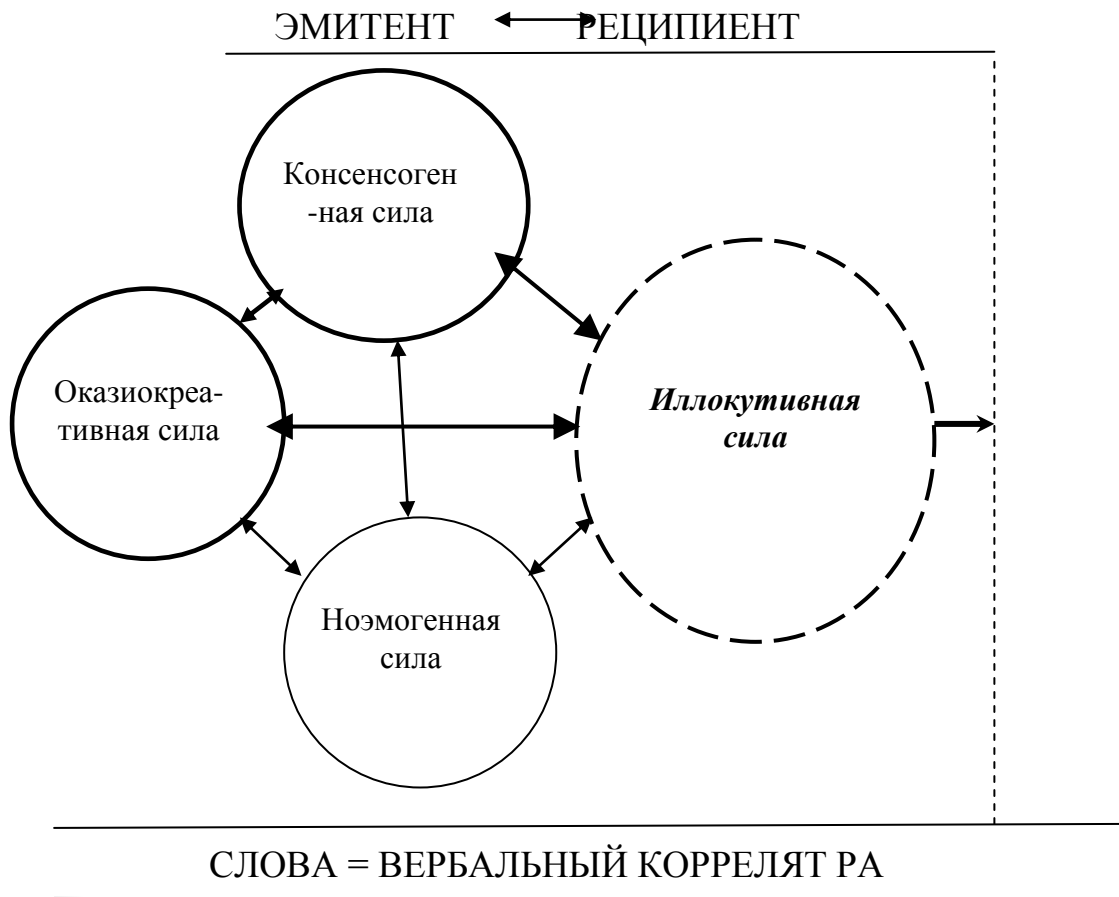 ЭМИТЕНТ РЕЦИПИЕНТ
Консенсоген
-ная сила
Оказиокреа-
тивная сила
Иллокутивная
сила
Ноэмогенная
сила
СЛОВА = ВЕРБАЛЬНЫЙ КОРРЕЛЯТ РА